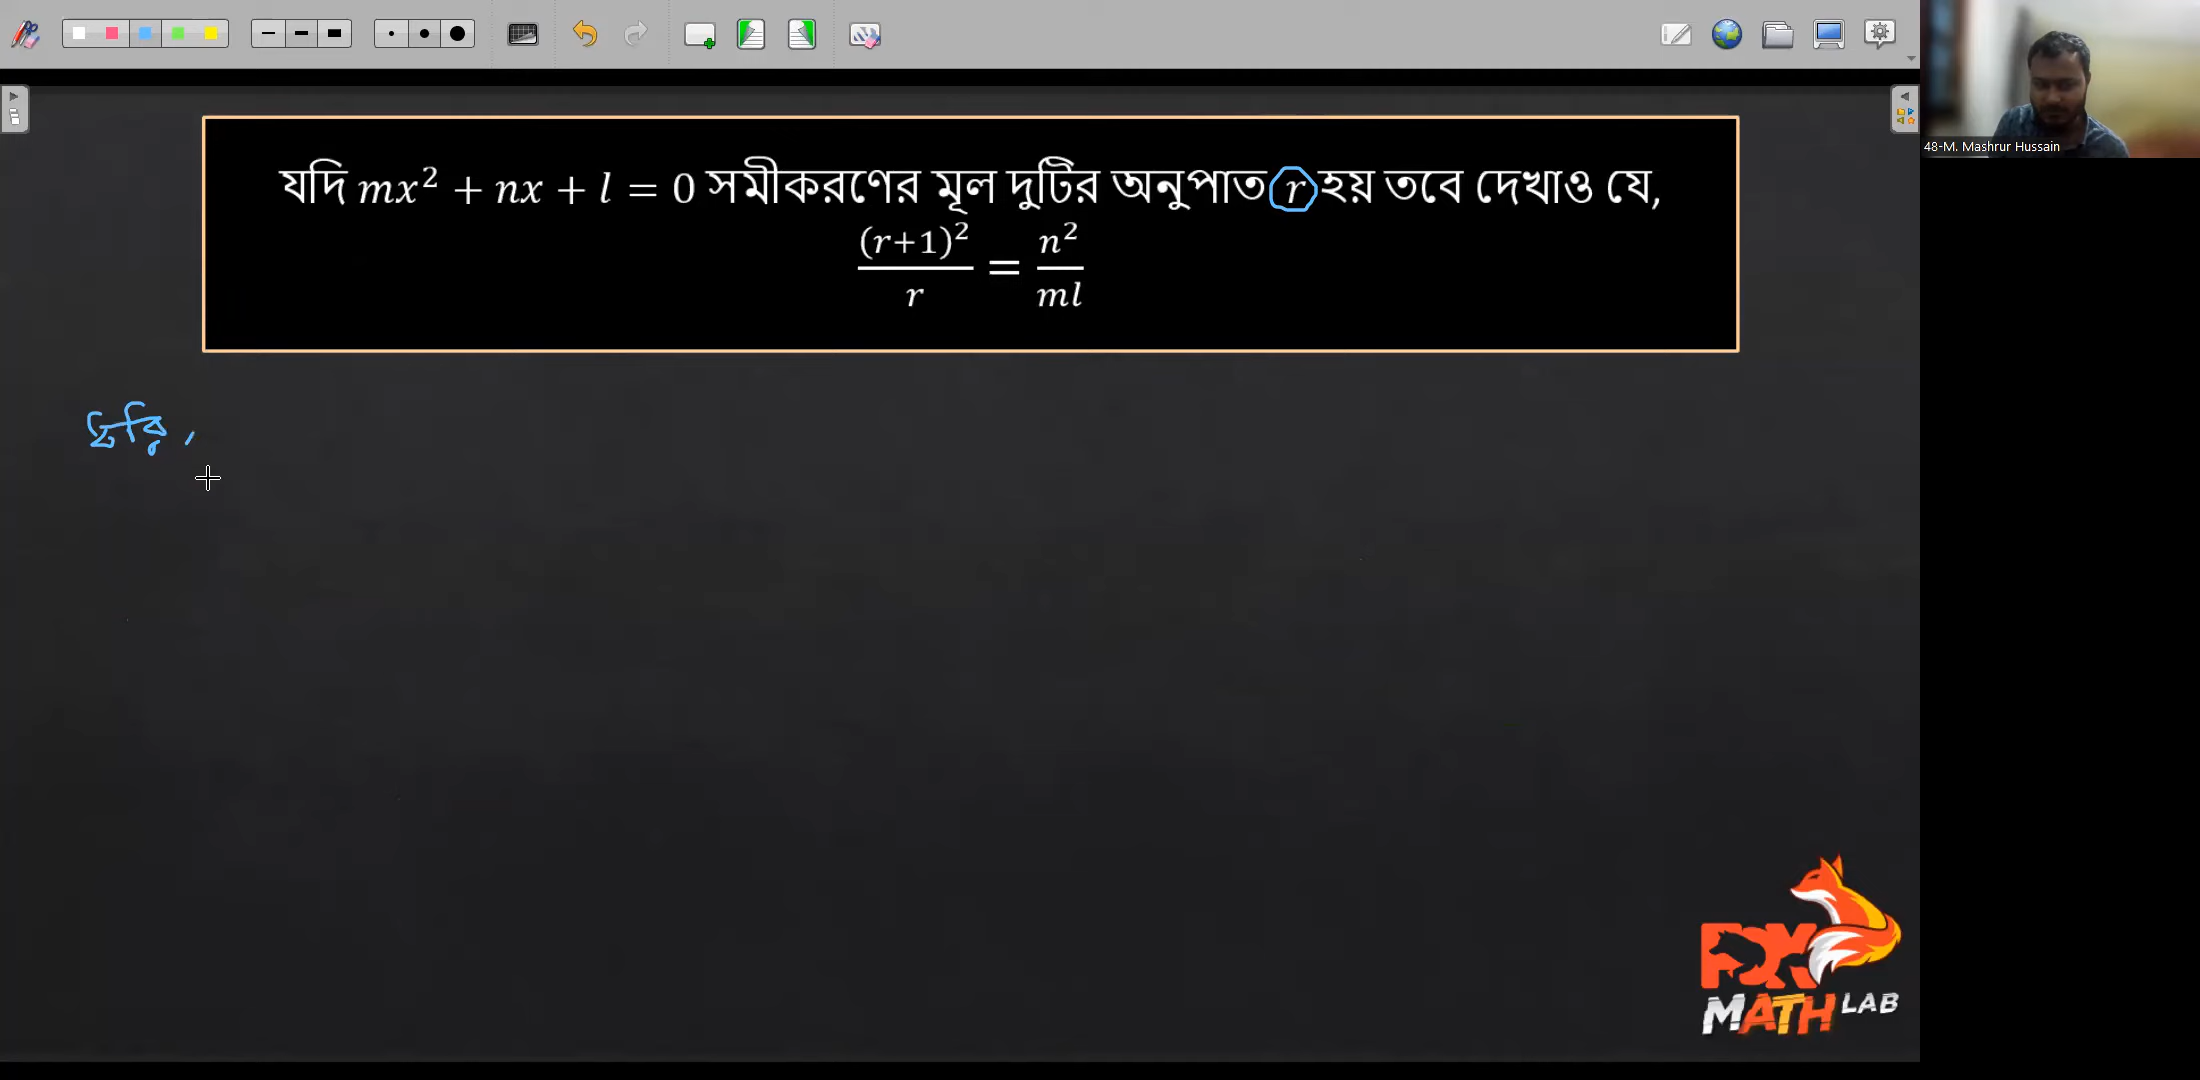 48-M. Mashrur Hussain
যদি mx² + nx + l = 0 সমীকরণের মূল দুটির অনুপাত r হয় তবে দেখাও যে,
(r+1)²/r = n²/ml
ধরি,
FOX
MATH LAB